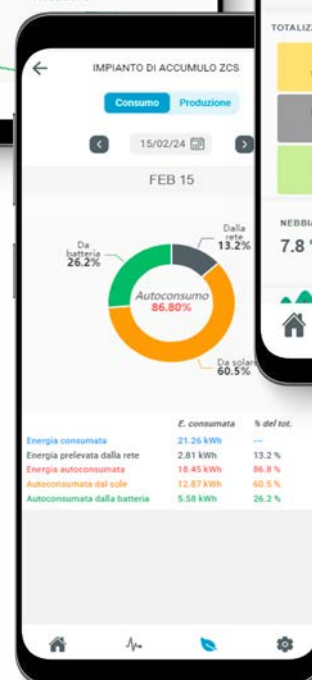 IMPIANTO DI ACCUMULO ZCS
Consumo Produzione
15/02/24
FEB 15
Dalla
rete
13.2%
Da
batteria
26.2%
Autoconsumo
86.80%
Da solar
60.5%
E. consumata % del tot.
Energia consumata 21.26 kWh ---
Energia prelevata dalla rete 2.81 kWh 13.2 %
Energia autoconsumata 18.45 kWh 86.8 %
Autoconsumata dal sole 12.87 kWh 60.5 %
Autoconsumata dalla batteria 5.58 kWh 26.2 %
TOTALIZ
NEBBI
7.8